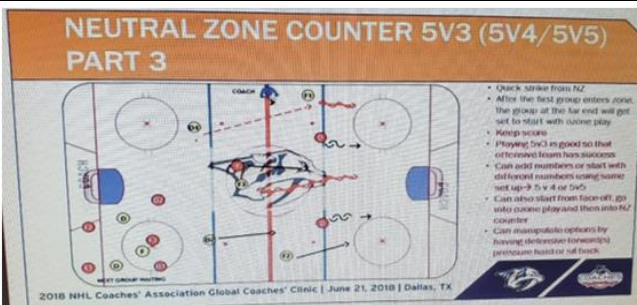 NEUTRAL ZONE COUNTER 5V3 (5V4/5V5)
PART 3
COACH
• Quick strike from NZ
• After the first group enters zone,
the group at the far end will get
set to start with ozone play
• Keep score
• Playing 5v3 is good so that
offensive team has success
• Can add numbers or start with
different numbers using same
set up→ 5 v 4 or 5v5
• Can also start from face-off, go
into ozone play and then into NZ
counter
• Can manipulate options by
having defensive forward(s)
pressure hard or sit back
F1
D
D
F
F2
NEXT GROUP WAITING
2018 NHL Coaches' Association Global Coaches' Clinic | June 21, 2018 | Dallas, TX
COACHES